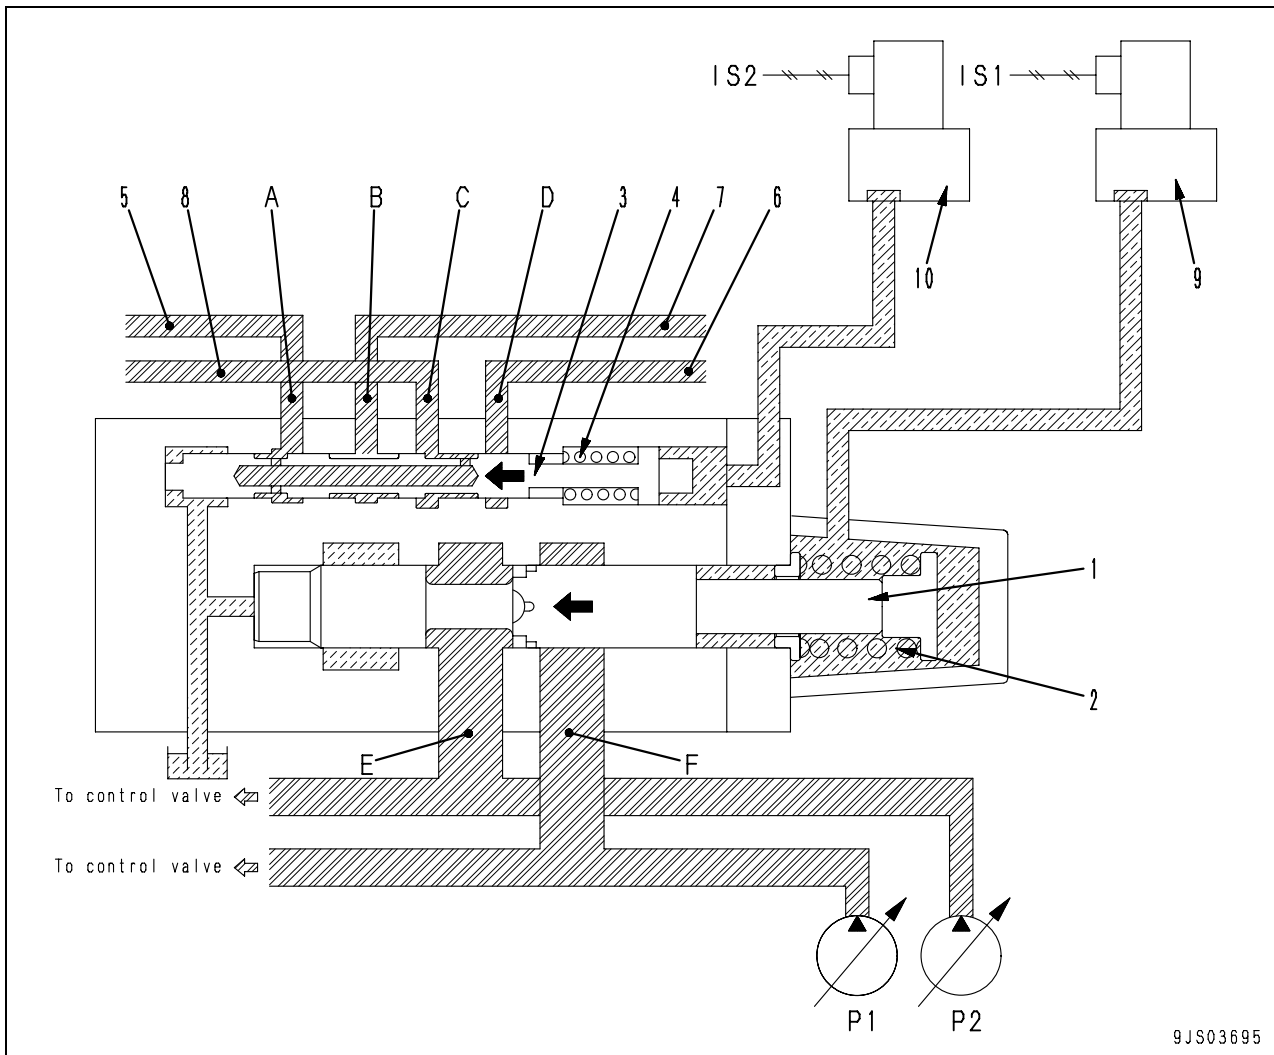 IS2
IS1
5 8 A B C D 3 4 7 6
10 9
1
2
E F
To control valve
To control valve
P1 P2
9JS03695